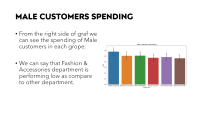 MALE CUSTOMERS SPENDING
• From the right side of graf we
can see the spending of Male
customers in each grope.
• We can say that Fashion &
Accessories department is
performing low as compare
to other department.